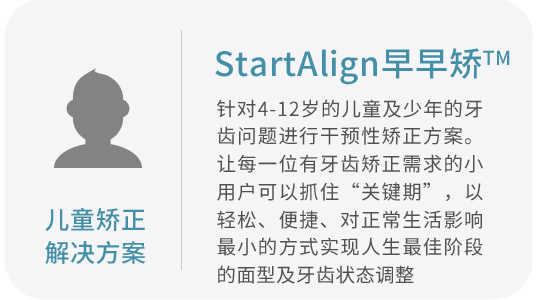 StartAlign早早矫™
针对4-12岁的儿童及少年的牙
齿问题进行干预性矫正方案。
让每一位有牙齿矫正需求的小
用户可以抓住“关键期”，以
轻松、便捷、对正常生活影响
最小的方式实现人生最佳阶段
的面型及牙齿状态调整
儿童矫正
解决方案